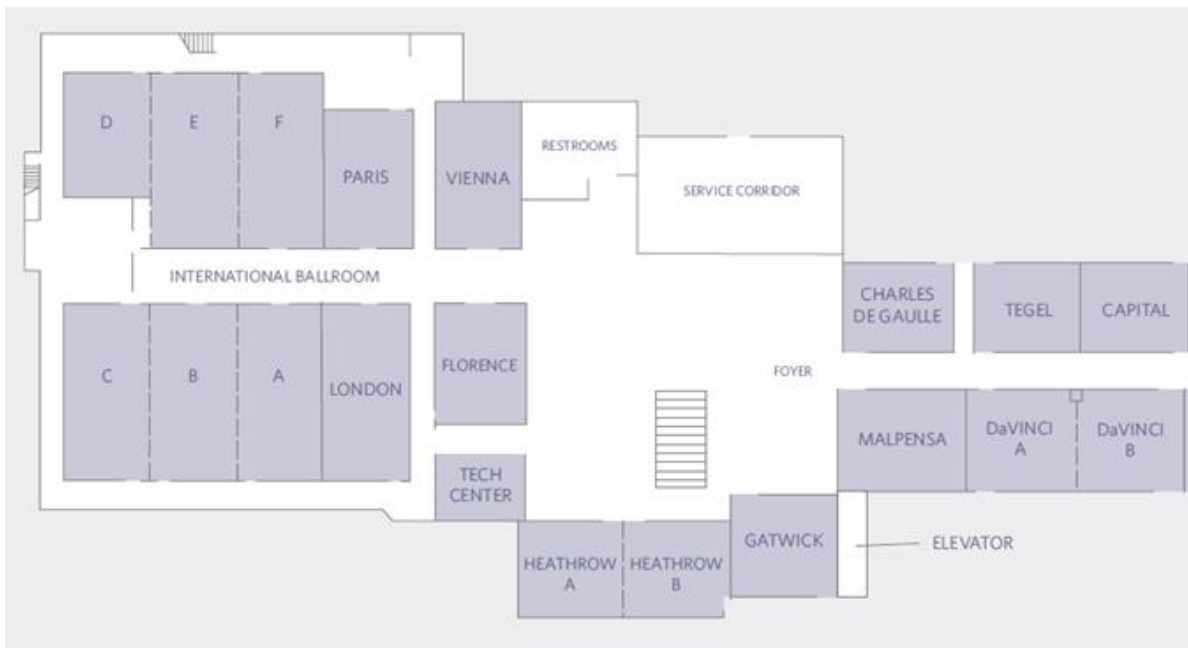 D
E
F
PARIS
VIENNA
RESTROOMS
SERVICE CORRIDOR
INTERNATIONAL BALLROOM
C
B
A
LONDON
FLORENCE
TECH
CENTER
HEATHROW
A
HEATHROW
B
GATWICK
FOYER
CHARLES
DE GAULLE
TEGEL
CAPITAL
MALPENSA
DaVINCI
A
DaVINCI
B
ELEVATOR